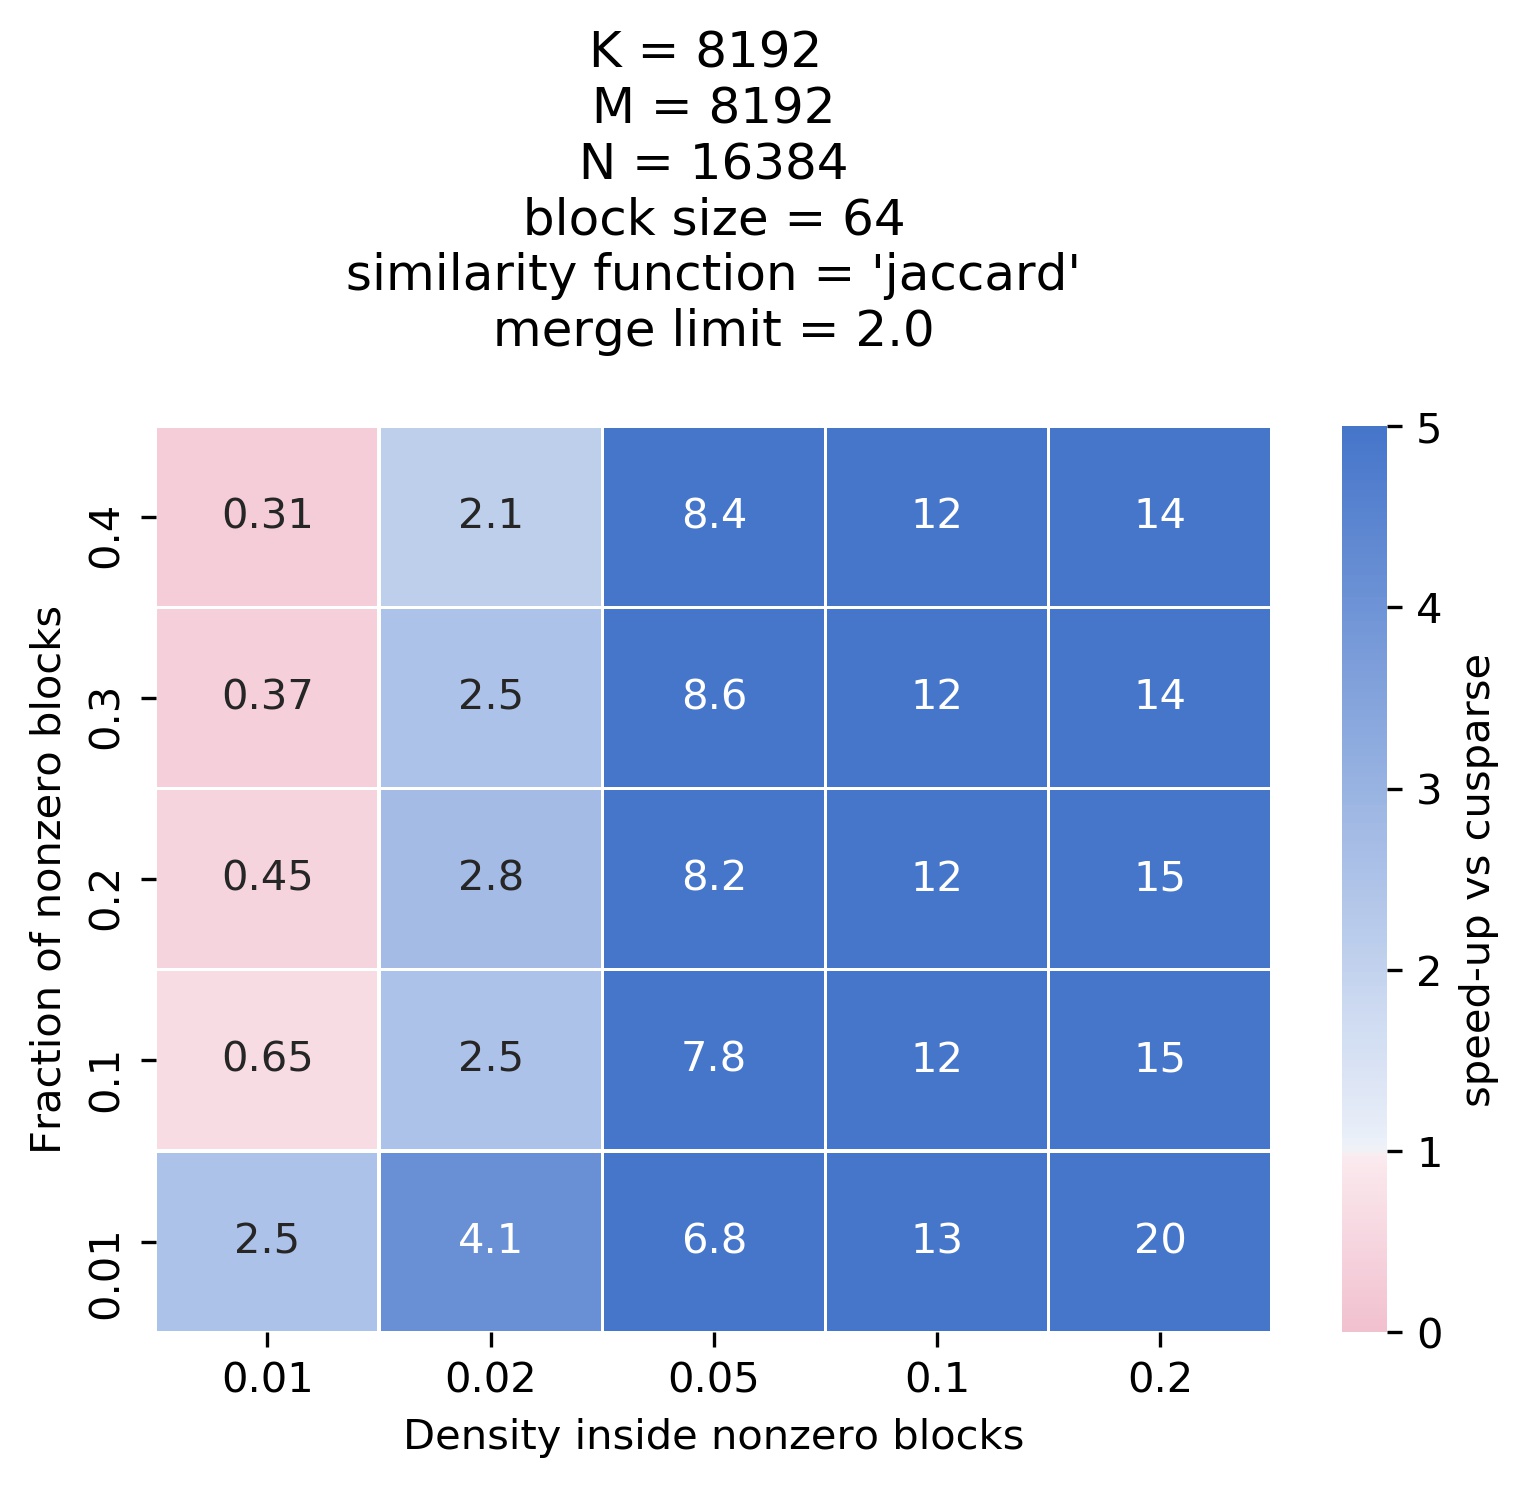 K = 8192
M = 8192
N = 16384
block size = 64
similarity function = 'jaccard'
merge limit = 2.0
Fraction of nonzero blocks
0.4
0.31 2.1 8.4 12 14
0.3
0.37 2.5 8.6 12 14
0.2
0.45 2.8 8.2 12 15
0.1
0.65 2.5 7.8 12 15
0.01
2.5 4.1 6.8 13 20
0.01 0.02 0.05 0.1 0.2
Density inside nonzero blocks
5
4
3
2
1
0
speed-up vs cusparse